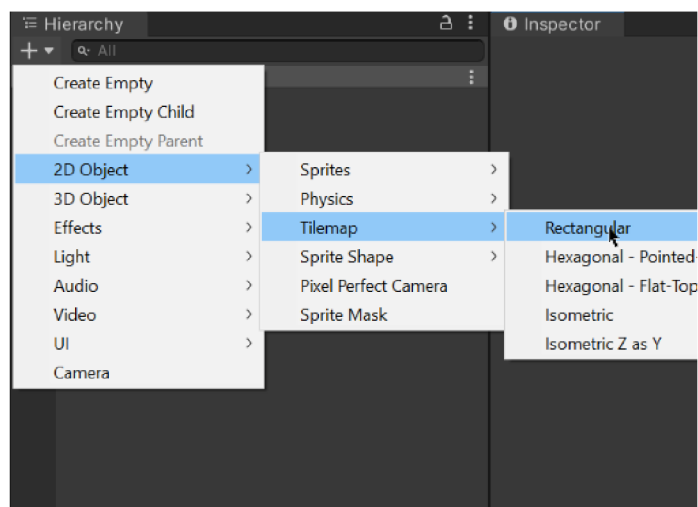 Hierarchy
All
Inspector
Create Empty
Create Empty Child
Create Empty Parent
2D Object
3D Object
Effects
Light
Audio
Video
UI
Camera
Sprites
Physics
Tilemap
Sprite Shape
Pixel Perfect Camera
Sprite Mask
Rectangular
Hexagonal - Pointed-
Hexagonal - Flat-Top
Isometric
Isometric Z as Y